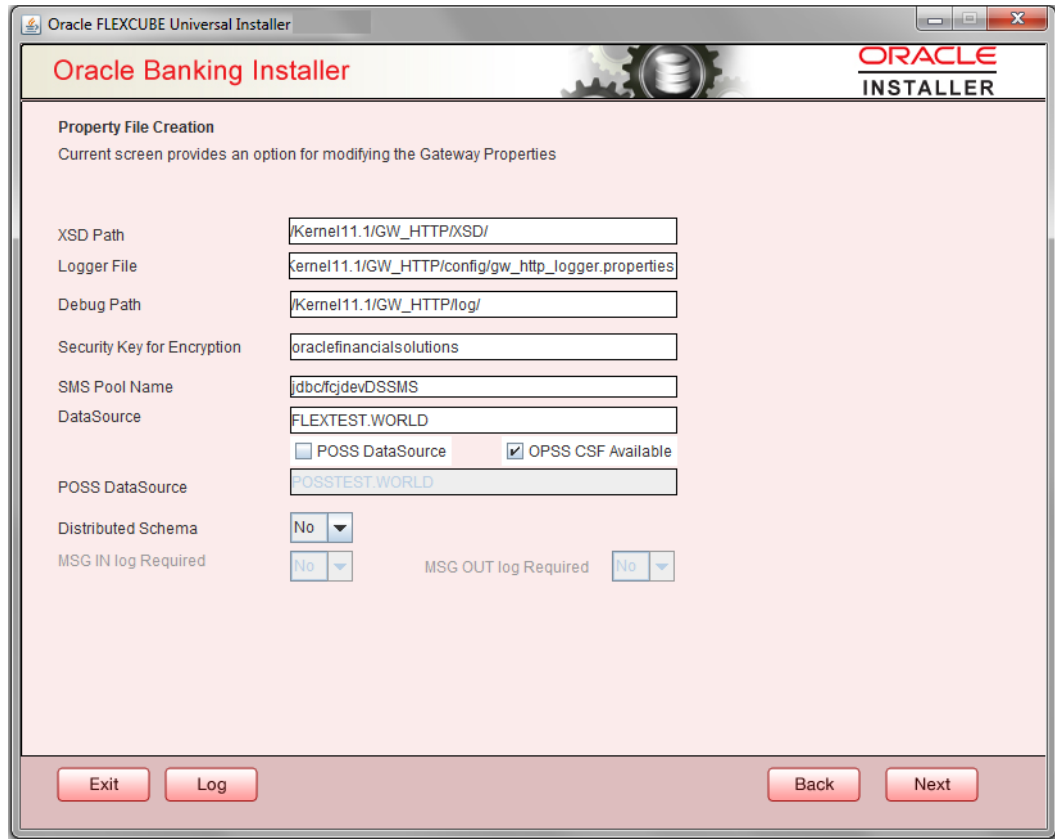 Oracle FLEXCUBE Universal Installer
Oracle Banking Installer
ORACLE
INSTALLER
Property File Creation
Current screen provides an option for modifying the Gateway Properties
XSD Path /Kernel11.1/GW_HTTP/XSD/
Logger File Kernel11.1/GW_HTTP/config/gw_http_logger.properties
Debug Path /Kernel11.1/GW_HTTP/log/
Security Key for Encryption oraclefinancialsolutions
SMS Pool Name jdbc/fcjdevDSSMS
DataSource FLEXTEST.WORLD
POSS DataSource OPSS CSF Available
POSS DataSource POSSTEST.WORLD
Distributed Schema No
MSG IN log Required No MSG OUT log Required No
Exit Log Back Next